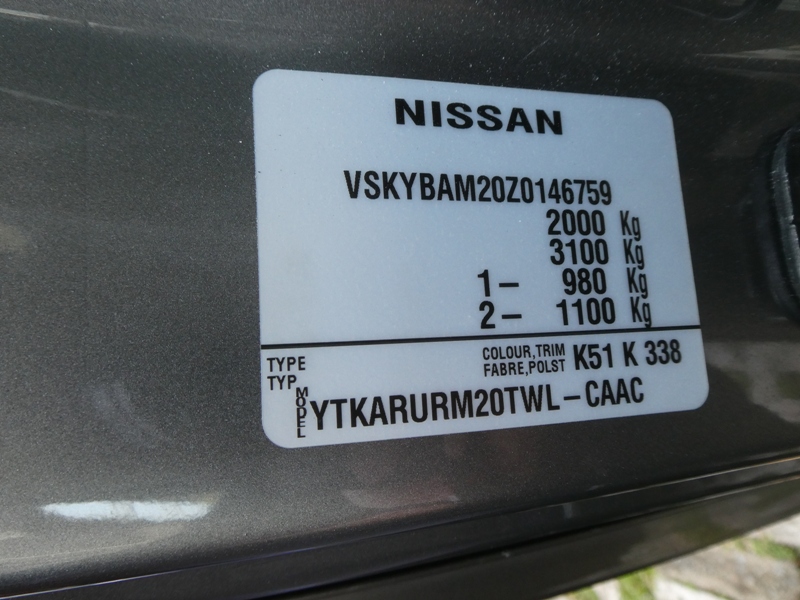 NISSAN
VSKYBAM20Z0146759
2000 Kg
3100 Kg
1– 980 Kg
2– 1100 Kg
TYPE COLOUR,TRIM K51 K 338
TYP FABRE,POLST
MODEL YTKARURM20TWL–CAAC